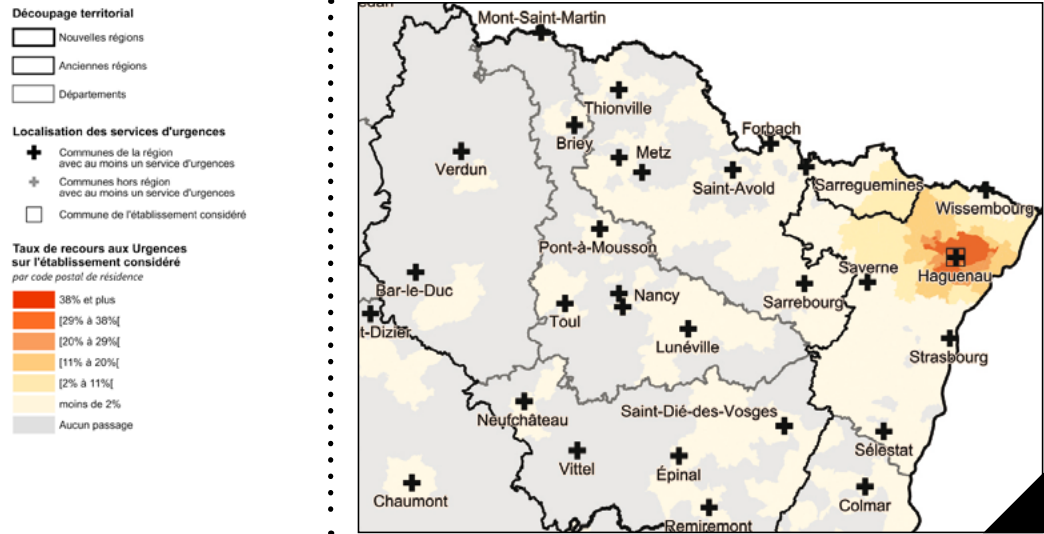 Découpage territorial
Nouvelles régions
Anciennes régions
Départements
Localisation des services d'urgences
Communes de la région
avec au moins un service d'urgences
Communes hors région
avec au moins un service d'urgences
Commune de l'établissement considéré
Taux de recours aux Urgences
sur l'établissement considéré
par code postal de résidence
38% et plus
[29% à 38%[
[20% à 29%[
[11% à 20%[
[2% à 11%[
moins de 2%
Aucun passage
Mont-Saint-Martin
Thionville
Forbach
Briey
Metz
Verdun
Saint-Avold
Sarreguemines
Wissembourg
Pont-à-Mousson
Saverne
Haguenau
Bar-le-Duc
Nancy
Sarrebourg
Toul
t-Dizier
Lunéville
Strasbourg
Neufchâteau
Saint-Dié-des-Vosges
Sélestat
Vittel
Épinal
Chaumont
Colmar
Remiremont